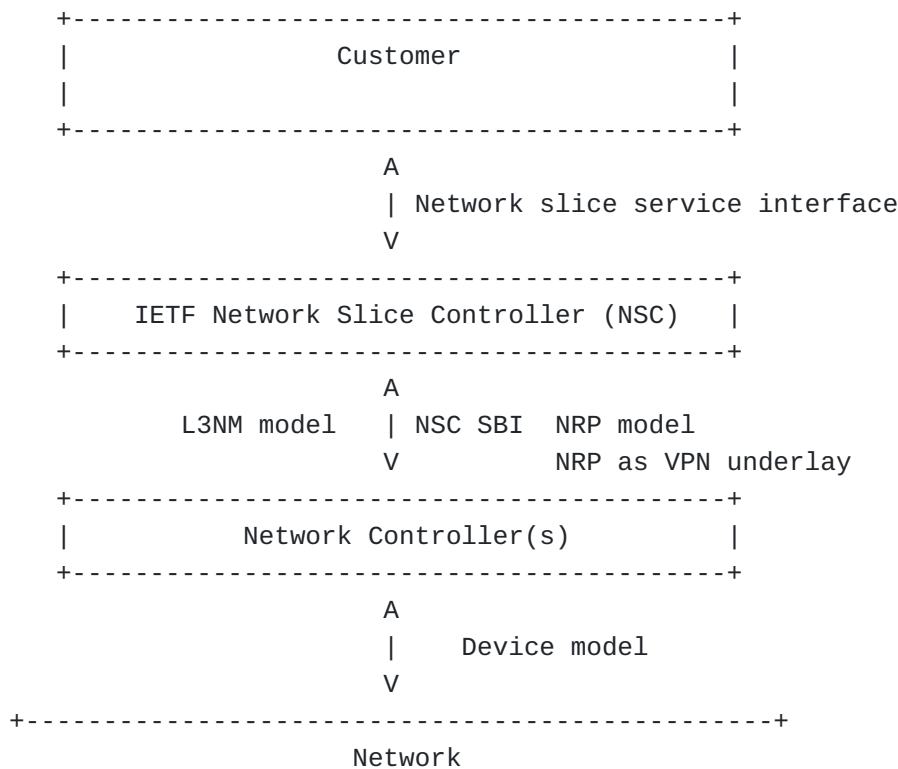 Customer
Network slice service interface
IETF Network Slice Controller (NSC)
L3NM model | NSC SBI NRP model
NRP as VPN underlay
Network Controller(s)
Device model
Network